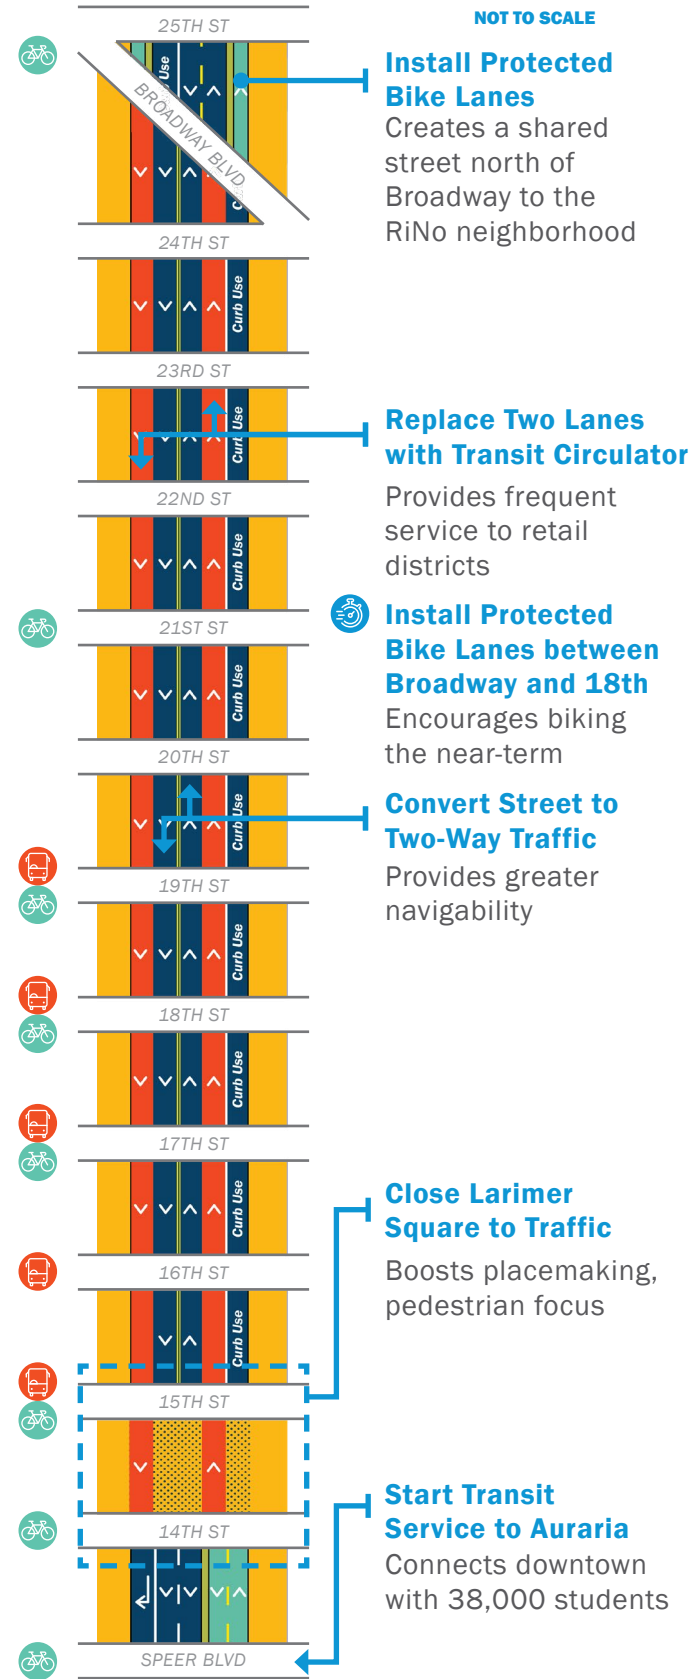 NOT TO SCALE
25TH ST
Install Protected
Bike Lanes
Creates a shared
street north of
Broadway to the
RiNo neighborhood
Use
BROADWAY BLVD
24TH ST
Curb Use
23RD ST
Curb Use
Replace Two Lanes
with Transit Circulator
Provides frequent
service to retail
districts
22ND ST
Curb Use
21ST ST
Install Protected
Bike Lanes between
Broadway and 18th
Encourages biking
the near-term
Curb Use
20TH ST
Curb Use
Convert Street to
Two-Way Traffic
Provides greater
navigability
19TH ST
Curb Use
18TH ST
Curb Use
17TH ST
Curb Use
Close Larimer
Square to Traffic
Boosts placemaking,
pedestrian focus
16TH ST
Curb Use
15TH ST
14TH ST
Start Transit
Service to Auraria
Connects downtown
with 38,000 students
SPEER BLVD